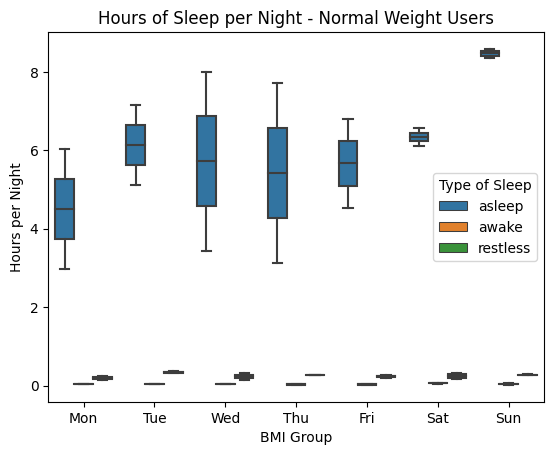 Hours of Sleep per Night - Normal Weight Users
Hours per Night
8
6
4
2
0
Type of Sleep
asleep
awake
restless
Mon Tue Wed Thu Fri Sat Sun
BMI Group